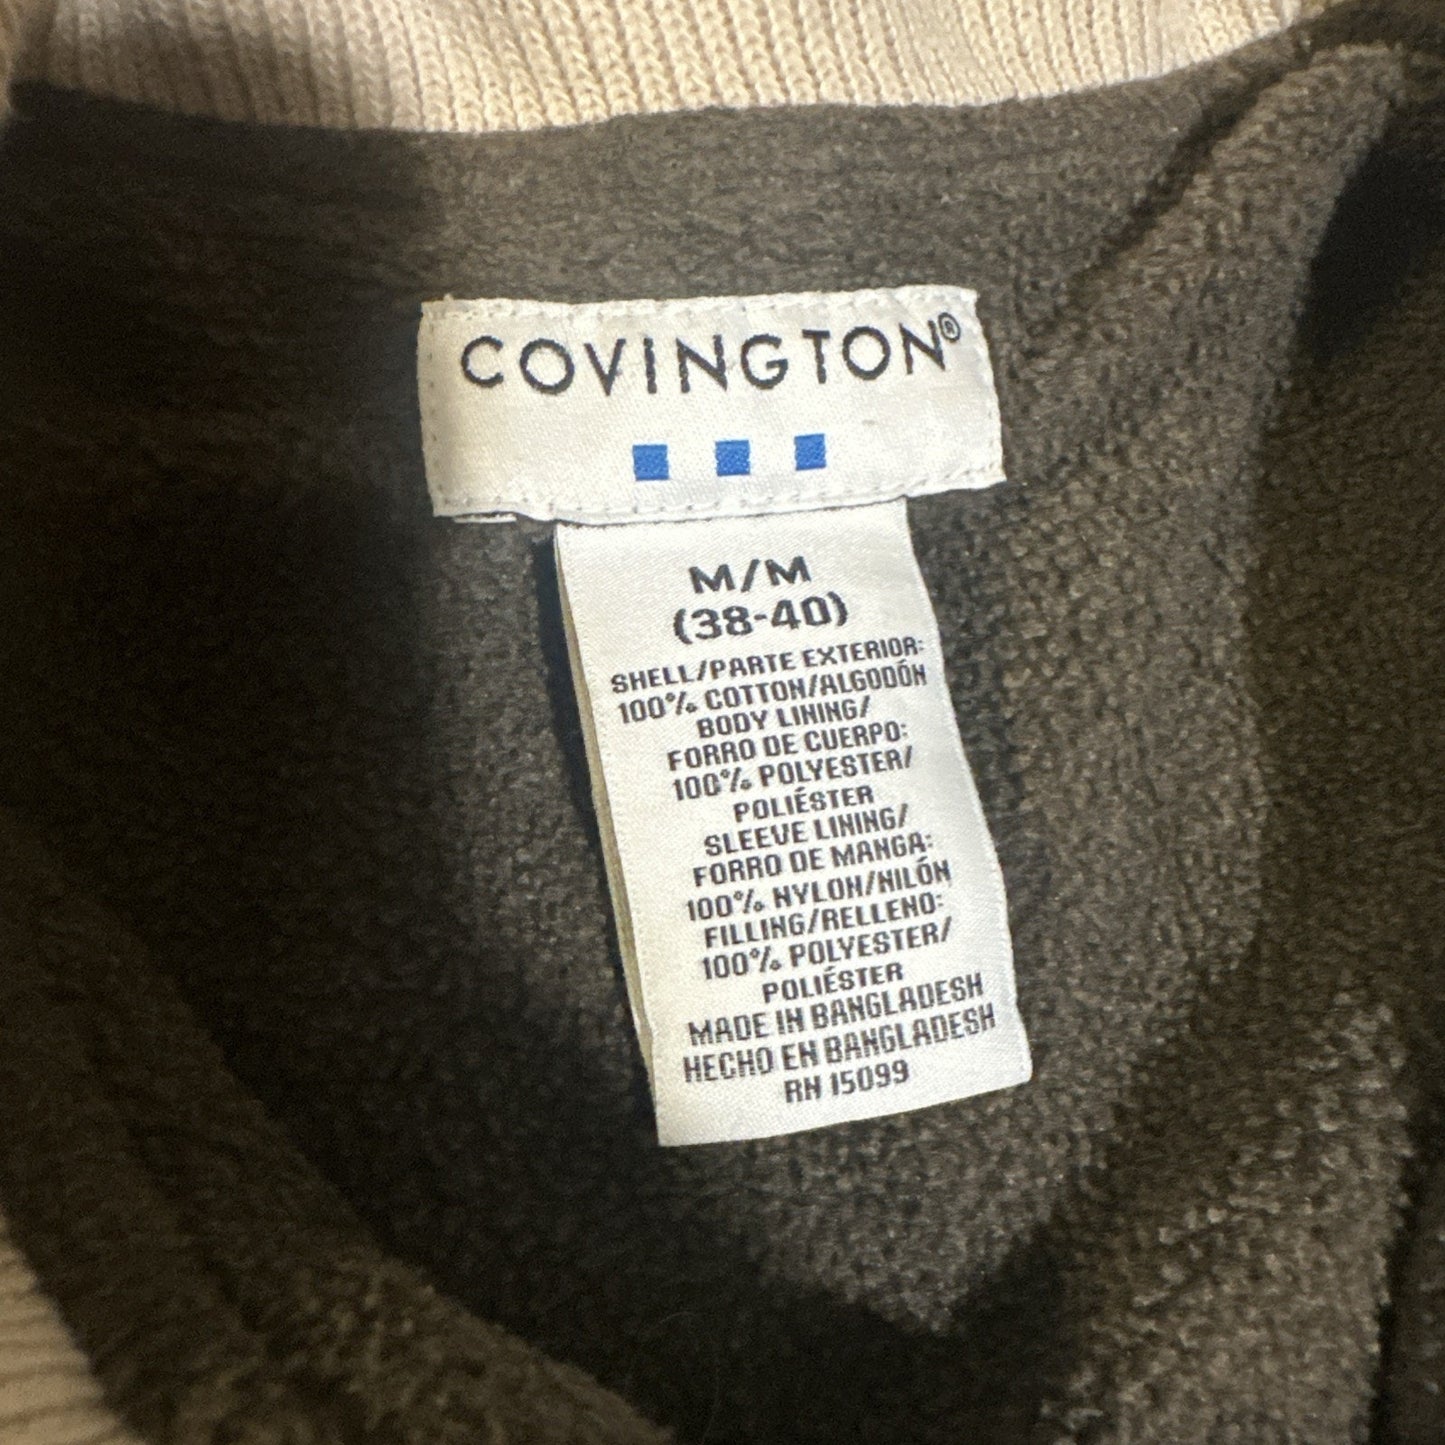 COVINGTON®
M/M
(38-40)
SHELL/PARTE EXTERIOR:
100% COTTON/ALGODÓN
BODY LINING/
FORRO DE CUERPO:
100% POLYESTER/
POLIÉSTER
SLEEVE LINING/
FORRO DE MANGA:
100% NYLON/NILÓN
FILLING/RELLENO:
100% POLYESTER/
POLIÉSTER
MADE IN BANGLADESH
HECHO EN BANGLADESH
RN 15099